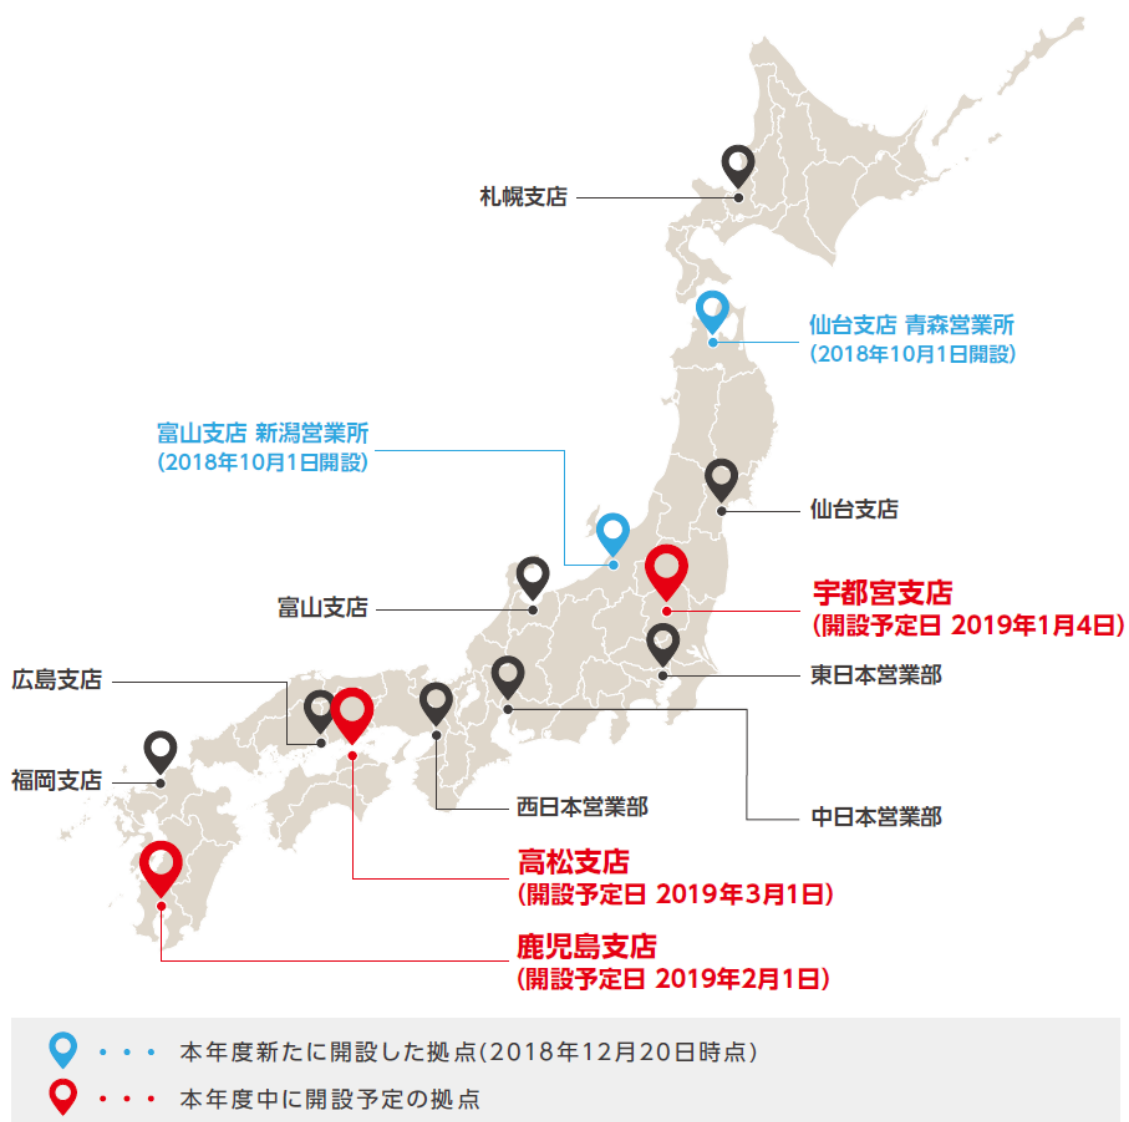 札幌支店
仙台支店 青森営業所
(2018年10月1日開設)
富山支店 新潟営業所
(2018年10月1日開設)
仙台支店
宇都宮支店
(開設予定日 2019年1月4日)
富山支店
東日本営業部
広島支店
福岡支店
西日本営業部
中日本営業部
高松支店
(開設予定日 2019年3月1日)
鹿児島支店
(開設予定日 2019年2月1日)
・・・ 本年度新たに開設した拠点(2018年12月20日時点)
・・・ 本年度中に開設予定の拠点